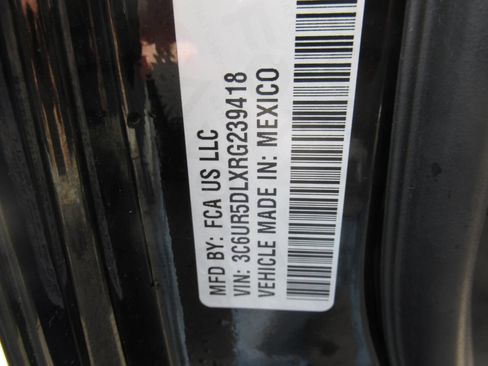 MFD BY: FCA US LLC
VIN: 3C6UR5DLXRG239418
VEHICLE MADE IN: MEXICO